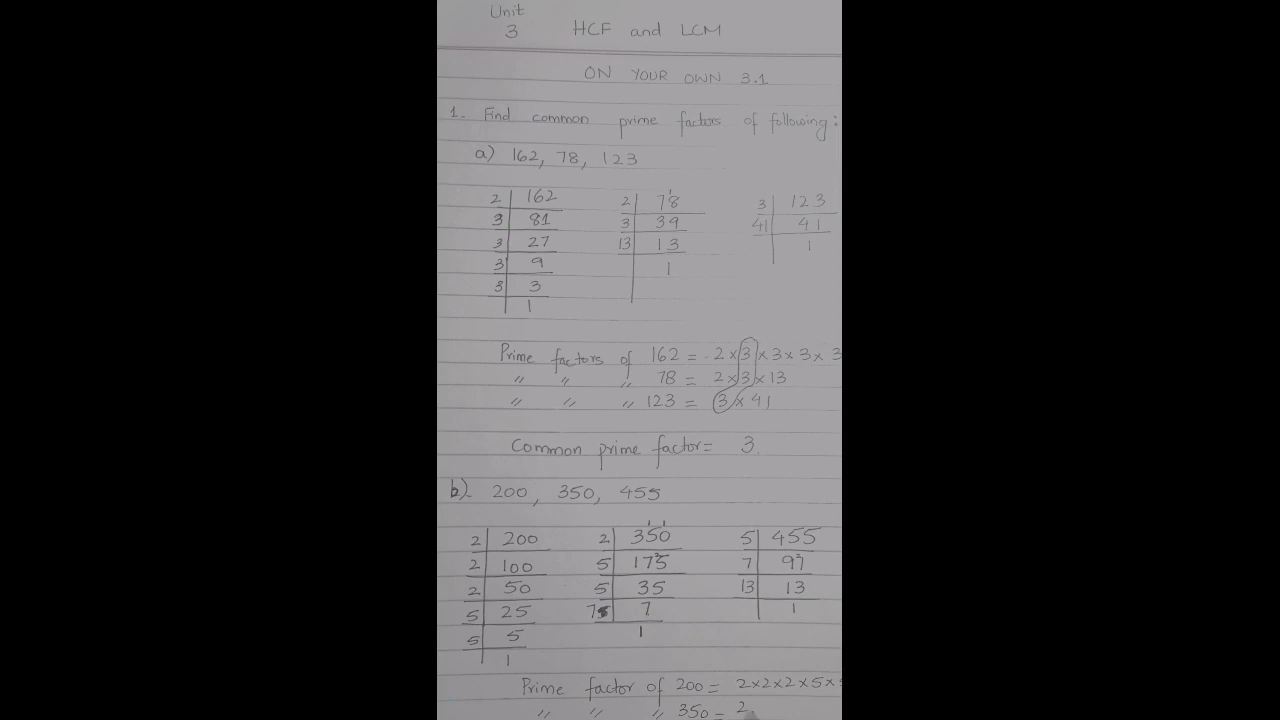 Unit
3 HCF and LCM
ON YOUR OWN 3.1
1. Find common prime factors of following:
a) 162, 78, 123
2 | 162 2 | 78 3 | 123
3 | 81 3 | 39 41 | 41
3 | 27 13 | 13 | 1
3 | 9 | 1
3 | 3
| 1
Prime factors of 162 = 2 × 3 × 3 × 3 × 3
" " " 78 = 2 × 3 × 13
" " " 123 = 3 × 41
Common prime factor = 3.
b) 200, 350, 455
2 | 200 2 | 350 5 | 455
2 | 100 5 | 175 7 | 91
2 | 50 5 | 35 13 | 13
5 | 25 7 | 7 | 1
5 | 5 | 1
| 1
Prime factor of 200 = 2×2×2×5×
" " " 350 = 2